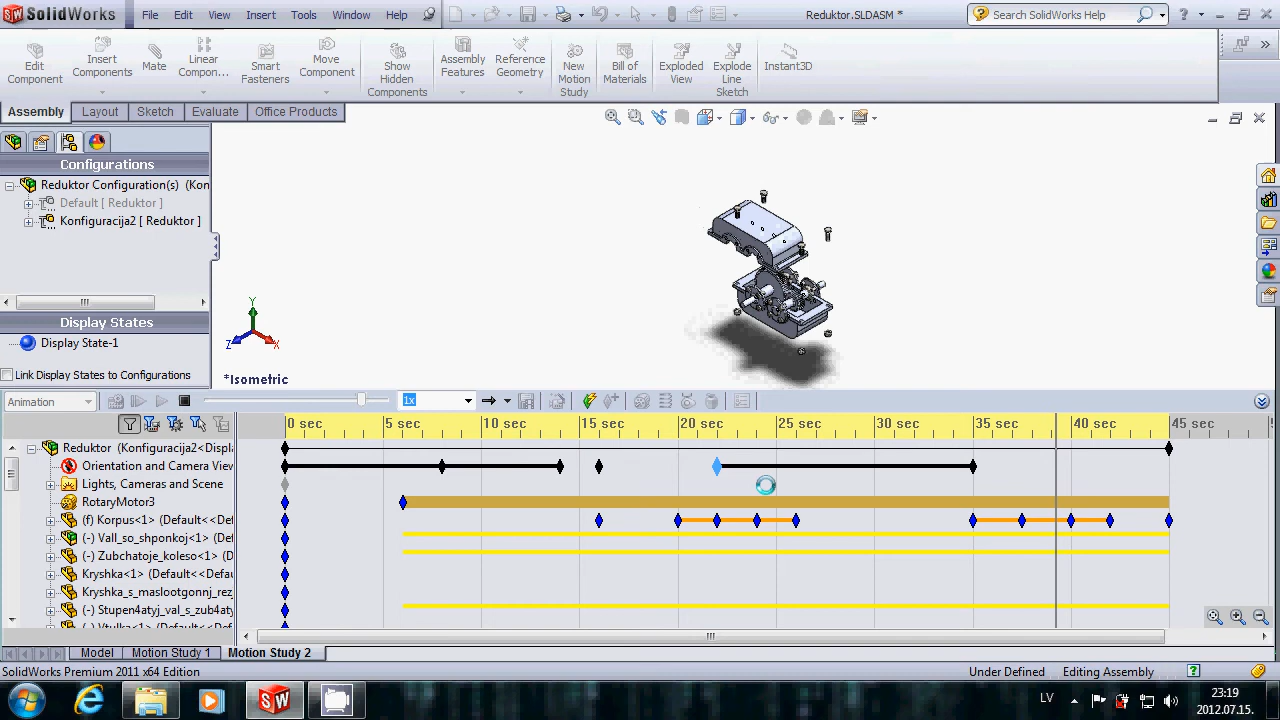 SolidWorks File Edit View Insert Tools Window Help Reduktor.SLDASM * Search SolidWorks Help
Edit Component
Insert Components
Mate
Linear Compon...
Smart Fasteners
Move Component
Show Hidden Components
Assembly Features
Reference Geometry
New Motion Study
Bill of Materials
Exploded View
Explode Line Sketch
Instant3D
Assembly Layout Sketch Evaluate Office Products
Configurations
Reduktor Configuration(s) (Kon
Default [ Reduktor ]
Konfiguracija2 [ Reduktor ]
Display States
Display State-1
Link Display States to Configurations
Y
Z X
*Isometric
Animation 1x
0 sec 5 sec 10 sec 15 sec 20 sec 25 sec 30 sec 35 sec 40 sec 45 sec
Reduktor (Konfiguracija2<Displa
Orientation and Camera View
Lights, Cameras and Scene
RotaryMotor3
(f) Korpus<1> (Default<<Def
(-) Vall_so_shponkoj<1> (De
(-) Zubchatoje_koleso<1> (D
Kryshka<1> (Default<<Defa
Kryshka_s_maslootgonnj_rez
(-) Stupen4atyj_val_s_zub4aty
(-) Vtulka<1> (Default<<Def
Model Motion Study 1 Motion Study 2
SolidWorks Premium 2011 x64 Edition Under Defined Editing Assembly
LV 23:19
2012.07.15.